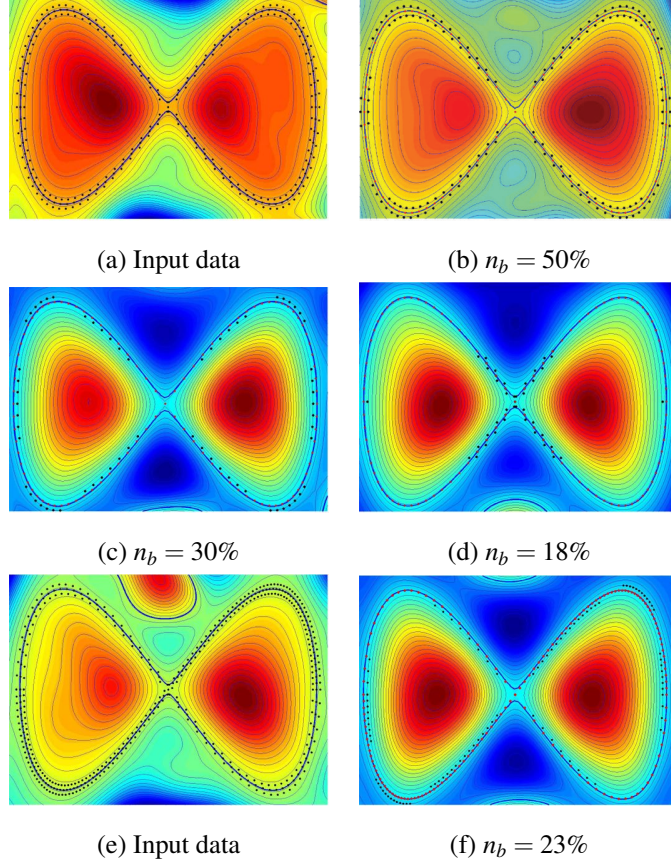 (a) Input data
(b) n_b = 50%
(c) n_b = 30%
(d) n_b = 18%
(e) Input data
(f) n_b = 23%